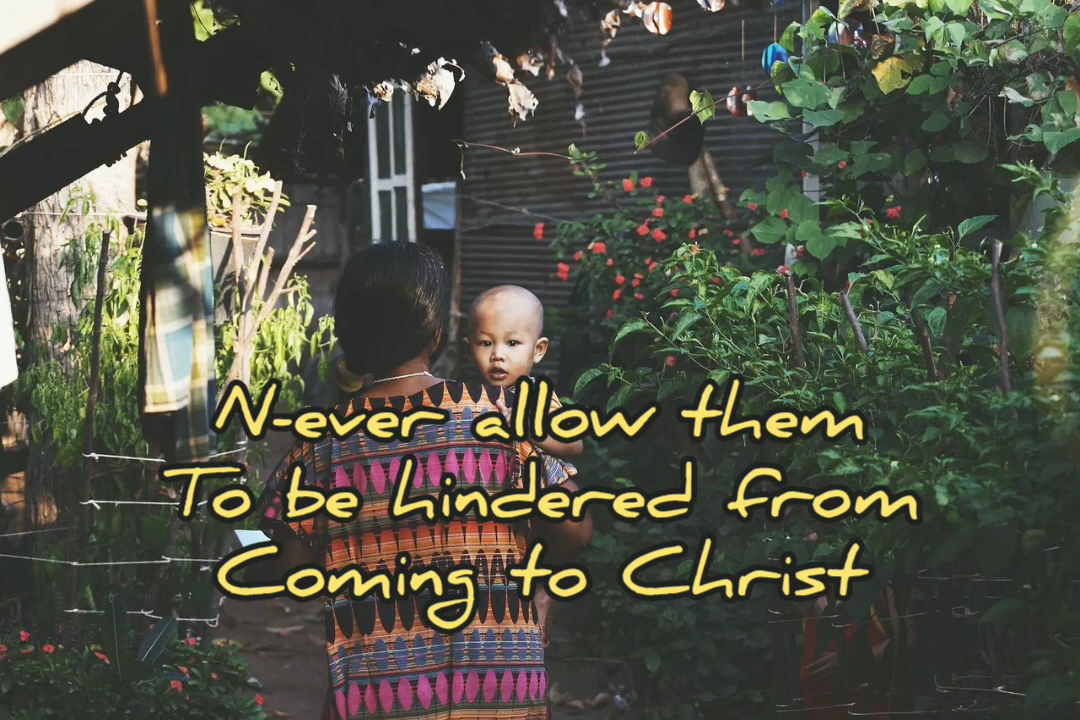 N-ever allow them
To be hindered from
Coming to Christ